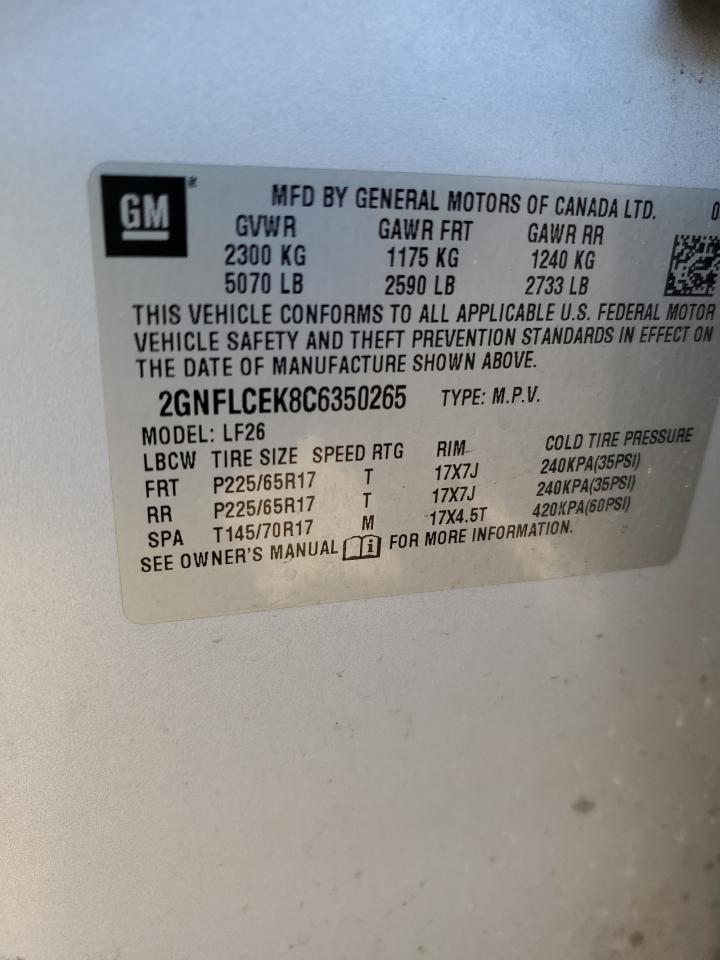 GM®
MFD BY GENERAL MOTORS OF CANADA LTD. 0
GVWR GAWR FRT GAWR RR
2300 KG 1175 KG 1240 KG
5070 LB 2590 LB 2733 LB
THIS VEHICLE CONFORMS TO ALL APPLICABLE U.S. FEDERAL MOTOR
VEHICLE SAFETY AND THEFT PREVENTION STANDARDS IN EFFECT ON
THE DATE OF MANUFACTURE SHOWN ABOVE.
2GNFLCEK8C6350265 TYPE: M.P.V.
MODEL: LF26
LBCW TIRE SIZE SPEED RTG RIM COLD TIRE PRESSURE
FRT P225/65R17 T 17X7J 240KPA(35PSI)
RR P225/65R17 T 17X7J 240KPA(35PSI)
SPA T145/70R17 M 17X4.5T 420KPA(60PSI)
SEE OWNER'S MANUAL i FOR MORE INFORMATION.